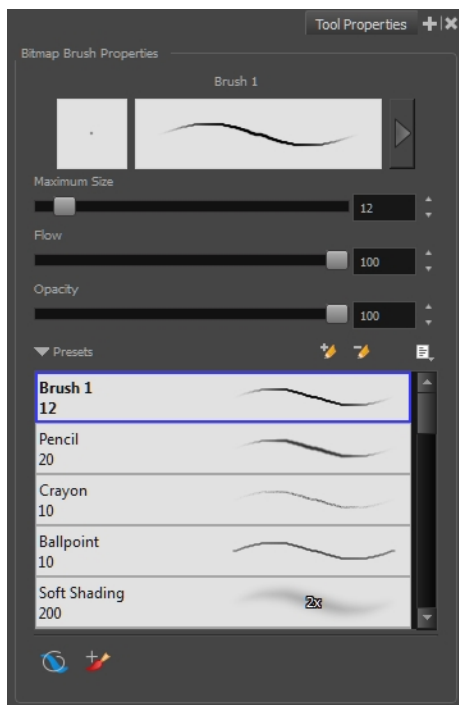 Tool Properties
Bitmap Brush Properties
Brush 1
Maximum Size
12
Flow
100
Opacity
100
Presets
Brush 1
12
Pencil
20
Crayon
10
Ballpoint
10
Soft Shading
200
2x